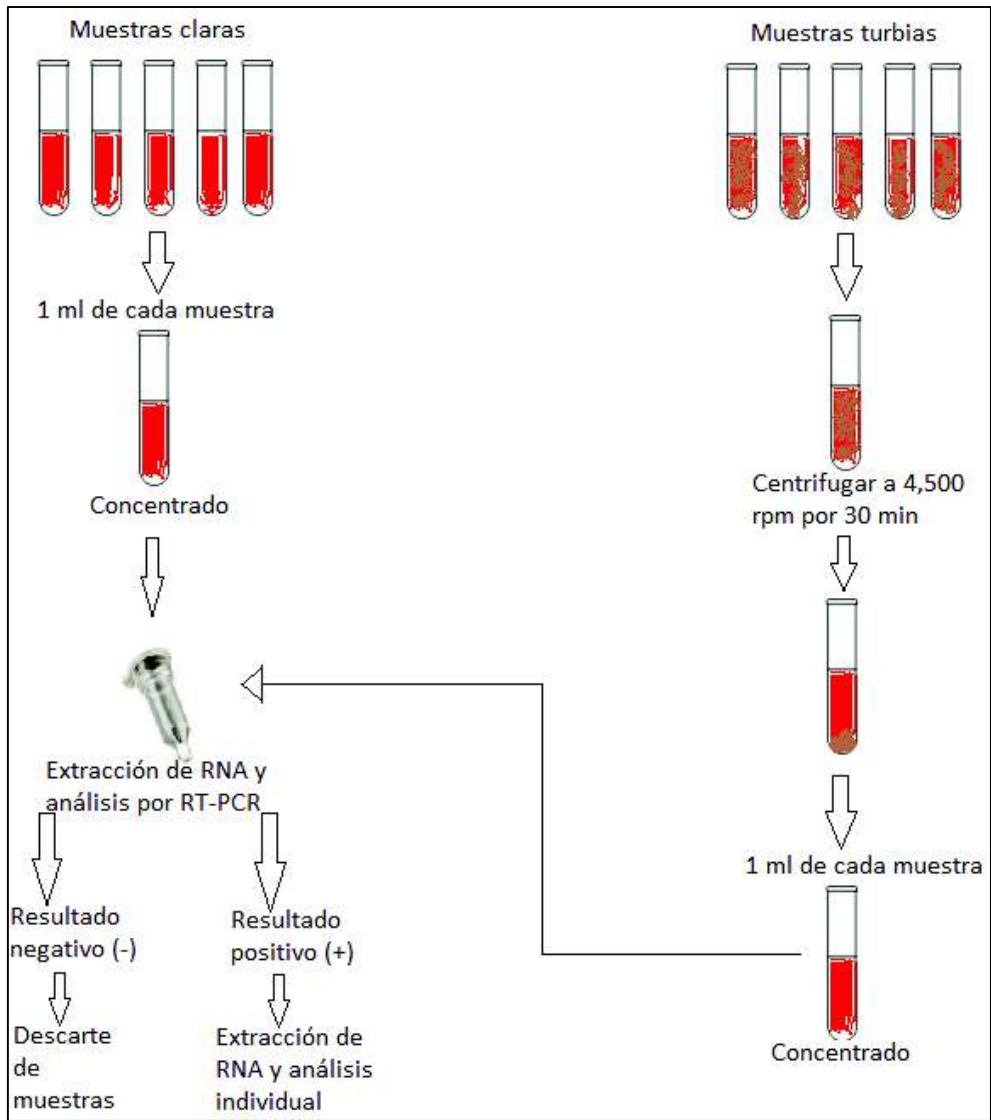 Muestras claras
1 ml de cada muestra
Concentrado
Extracción de RNA y
análisis por RT-PCR
Resultado
negativo (-)
Descarte
de
muestras
Resultado
positivo (+)
Extracción de
RNA y análisis
individual
Muestras turbias
Centrifugar a 4,500
rpm por 30 min
1 ml de cada muestra
Concentrado